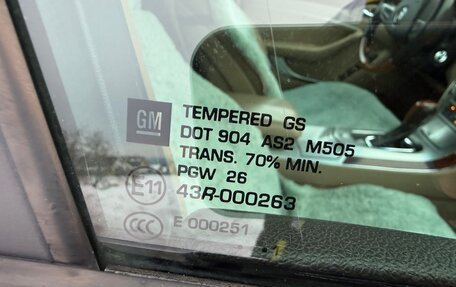 GM
TEMPERED GS
DOT 904 AS2 M505
TRANS. 70% MIN.
PGW 26
E11 43R-000263
CCC E 000251